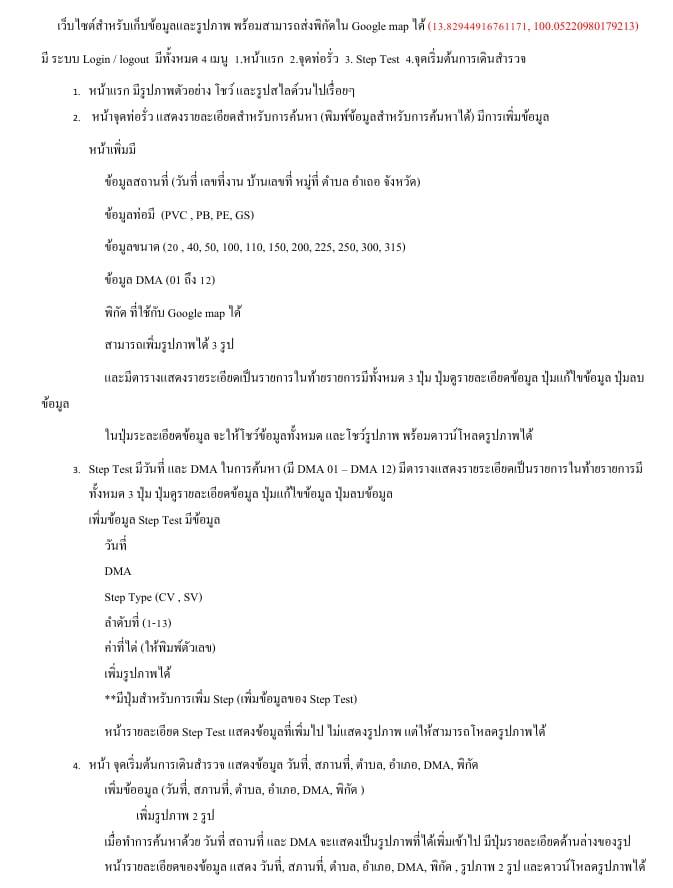 เว็บไซต์สำหรับเก็บข้อมูลและรูปภาพ พร้อมสามารถส่งพิกัดใน Google map ได้ (13.82944916761171, 100.05220980179213)
มี ระบบ Login / logout มีทั้งหมด 4 เมนู 1.หน้าแรก 2.จุดท่อรั่ว 3. Step Test 4.จุดเริ่มต้นการเดินสำรวจ
1. หน้าแรก มีรูปภาพตัวอย่าง โชว์ และรูปสไลด์วนไปเรื่อยๆ
2. หน้าจุดท่อรั่ว แสดงรายละเอียดสำหรับการค้นหา (พิมพ์ข้อมูลสำหรับการค้นหาได้) มีการเพิ่มข้อมูล
หน้าเพิ่มมี
ข้อมูลสถานที่ (วันที่ เลขที่งาน บ้านเลขที่ หมู่ที่ ตำบล อำเถอ จังหวัด)
ข้อมูลท่อมี (PVC , PB, PE, GS)
ข้อมูลขนาด (20 , 40, 50, 100, 110, 150, 200, 225, 250, 300, 315)
ข้อมูล DMA (01 ถึง 12)
พิกัด ที่ใช้กับ Google map ได้
สามารถเพิ่มรูปภาพได้ 3 รูป
และมีตารางแสดงรายระเอียดเป็นรายการในท้ายรายการมีทั้งหมด 3 ปุ่ม ปุ่มดูรายละเอียดข้อมูล ปุ่มแก้ไขข้อมูล ปุ่มลบ
ข้อมูล
ในปุ่มระละเอียดข้อมูล จะให้โชว์ข้อมูลทั้งหมด และโชว์รูปภาพ พร้อมดาวน์โหลดรูปภาพได้
3. Step Test มีวันที่ และ DMA ในการค้นหา (มี DMA 01 – DMA 12) มีตารางแสดงรายระเอียดเป็นรายการในท้ายรายการมี
ทั้งหมด 3 ปุ่ม ปุ่มดูรายละเอียดข้อมูล ปุ่มแก้ไขข้อมูล ปุ่มลบข้อมูล
เพิ่มข้อมูล Step Test มีข้อมูล
วันที่
DMA
Step Type (CV , SV)
ลำดับที่ (1-13)
ค่าที่ได้ (ให้พิมพ์ตัวเลข)
เพิ่มรูปภาพได้
**มีปุ่มสำหรับการเพิ่ม Step (เพิ่มข้อมูลของ Step Test)
หน้ารายละเอียด Step Test แสดงข้อมูลที่เพิ่มไป ไม่แสดงรูปภาพ แต่ให้สามารถโหลดรูปภาพได้
4. หน้า จุดเริ่มต้นการเดินสำรวจ แสดงข้อมูล วันที่, สถานที่, ตำบล, อำเภอ, DMA, พิกัด
เพิ่มข้ออมูล (วันที่, สถานที่, ตำบล, อำเภอ, DMA, พิกัด )
เพิ่มรูปภาพ 2 รูป
เมื่อทำการค้นหาด้วย วันที่ สถานที่ และ DMA จะแสดงเป็นรูปภาพที่ได้เพิ่มเข้าไป มีปุ่มรายละเอียดด้านล่างของรูป
หน้ารายละเอียดของข้อมูล แสดง วันที่, สถานที่, ตำบล, อำเภอ, DMA, พิกัด , รูปภาพ 2 รูป และดาวน์โหลดรูปภาพได้